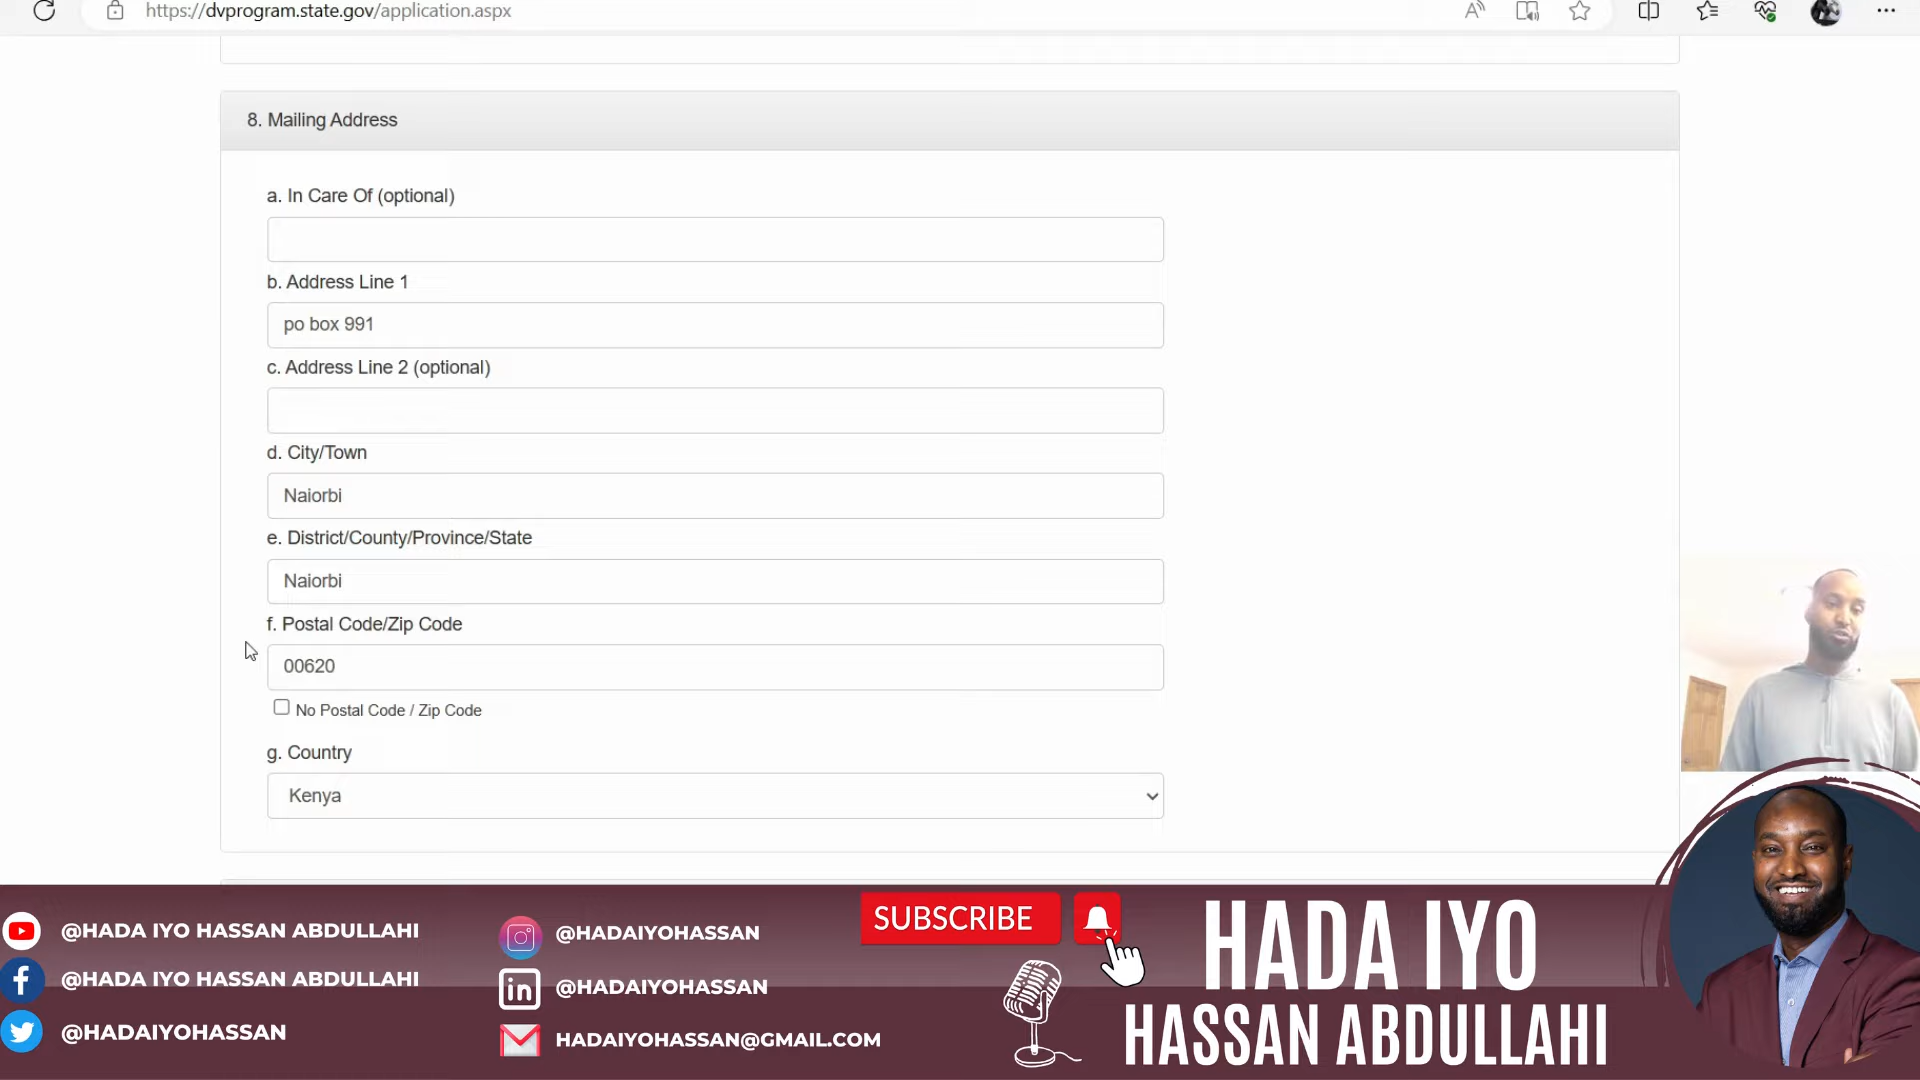 https://dvprogram.state.gov/application.aspx
8. Mailing Address
a. In Care Of (optional)
b. Address Line 1
po box 991
c. Address Line 2 (optional)
d. City/Town
Naiorbi
e. District/County/Province/State
Naiorbi
f. Postal Code/Zip Code
00620
No Postal Code / Zip Code
g. Country
Kenya
@HADA IYO HASSAN ABDULLAHI
@HADA IYO HASSAN ABDULLAHI
@HADAIYOHASSAN
@HADAIYOHASSAN
@HADAIYOHASSAN
HADAIYOHASSAN@GMAIL.COM
SUBSCRIBE
HADA IYO
HASSAN ABDULLAHI